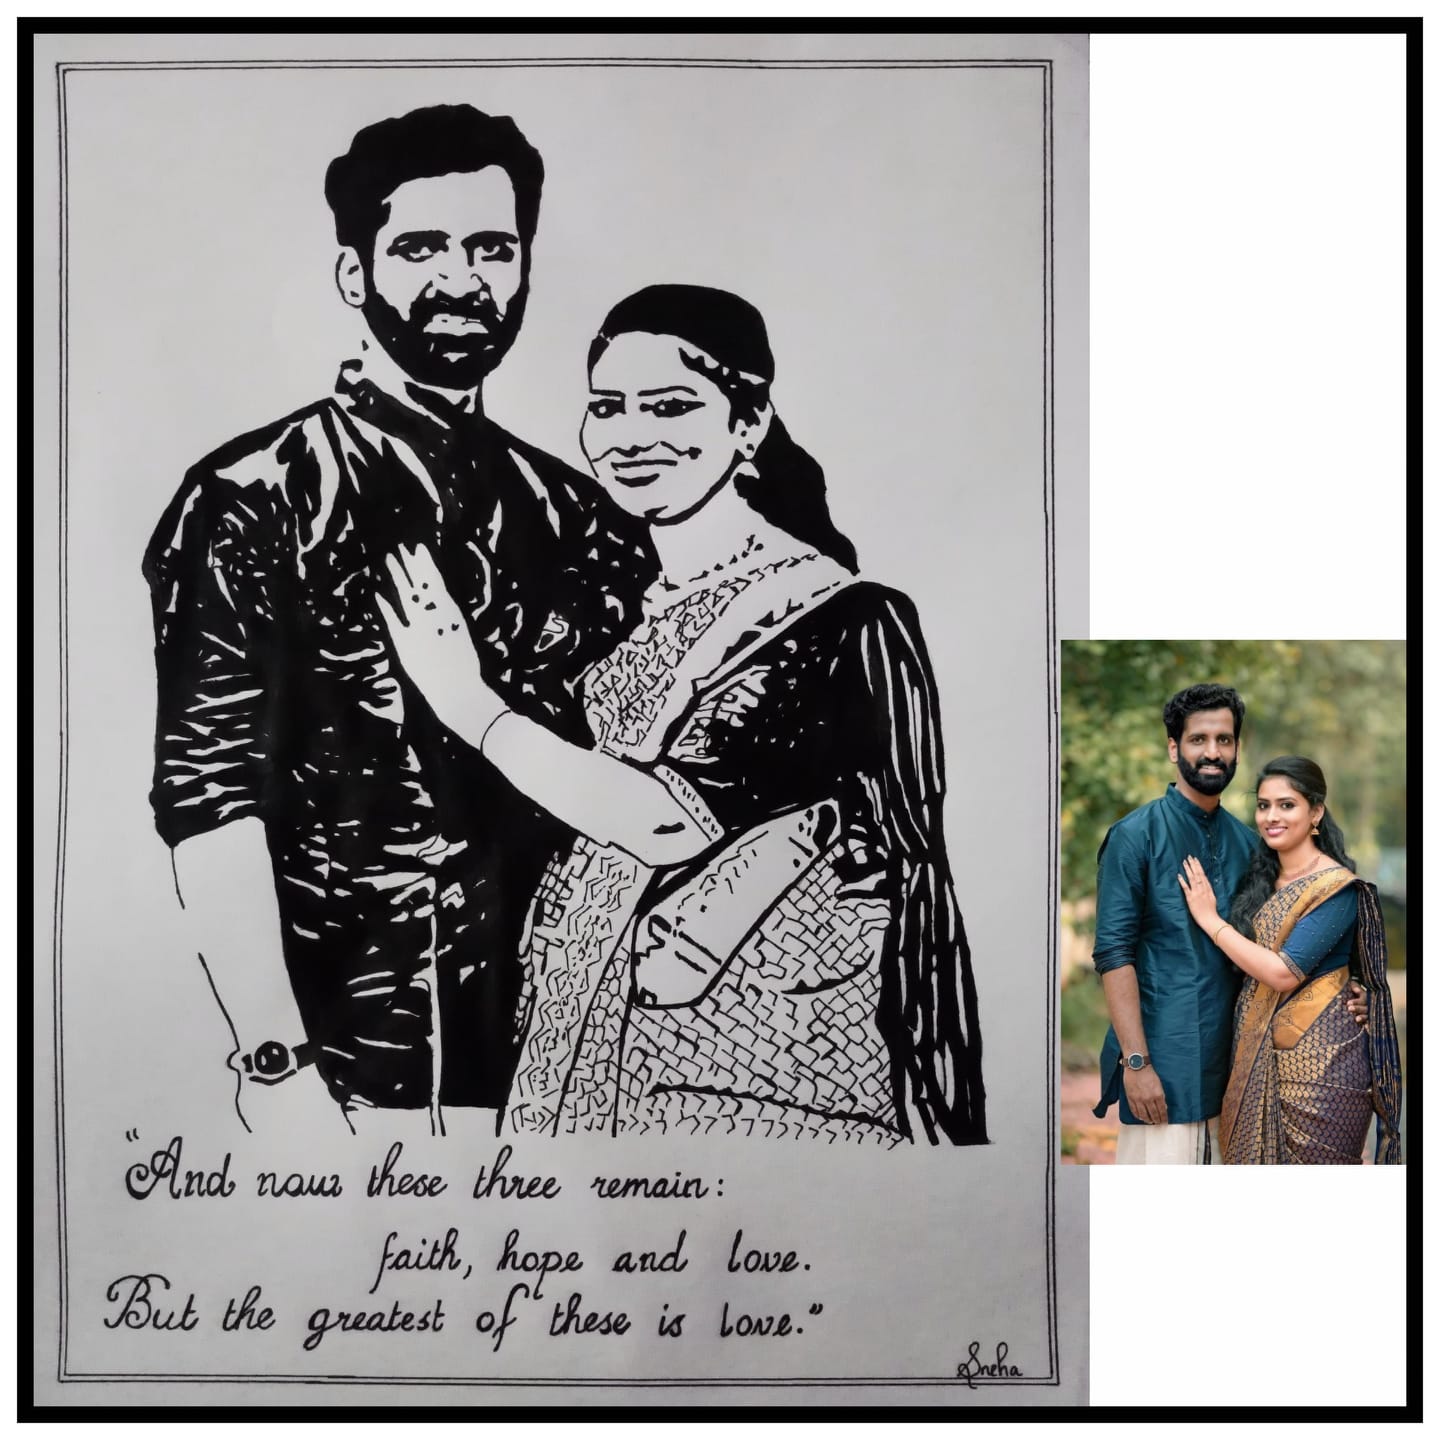 "And now these three remain:
faith, hope and love.
But the greatest of these is love."
Sneha